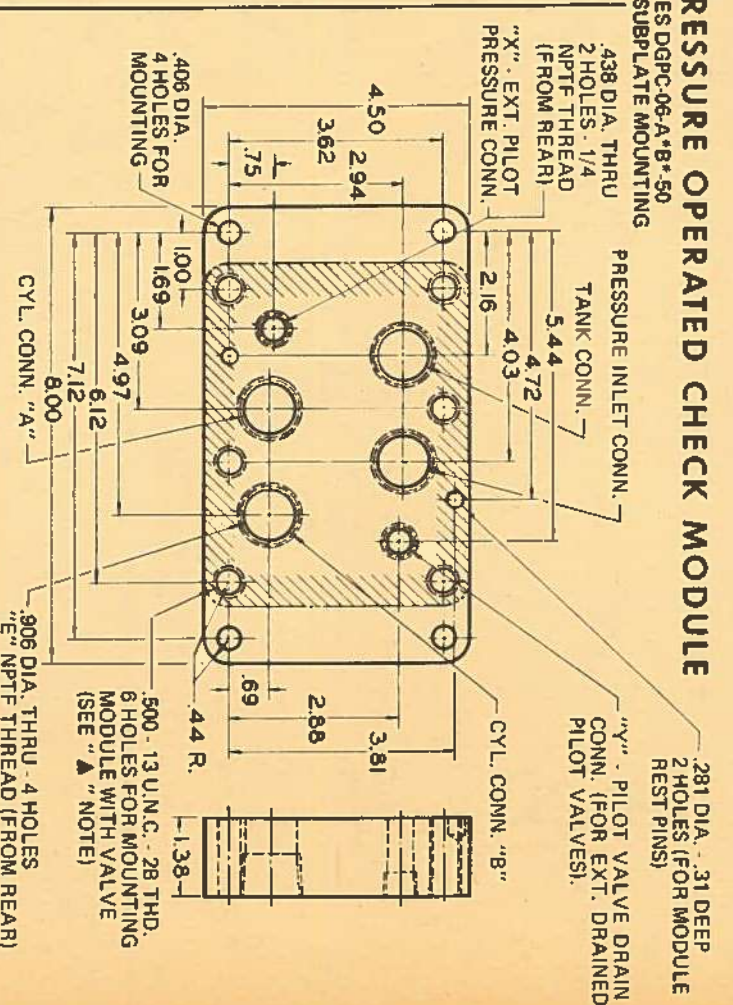 RESSURE OPERATED CHECK MODULE
ES DGPC-06-A*B*-50
SUBPLATE MOUNTING
.438 DIA. THRU
2 HOLES - 1/4
NPTF THREAD
(FROM REAR)
"X" - EXT. PILOT
PRESSURE CONN.
PRESSURE INLET CONN.
TANK CONN.
.281 DIA. - .31 DEEP
2 HOLES (FOR MODULE
REST PINS)
"Y" - PILOT VALVE DRAIN
CONN. (FOR EXT. DRAINED
PILOT VALVES).
CYL. CONN. "B"
5.44
4.72
4.03
2.16
4.50
3.62
2.94
.75
.406 DIA.
4 HOLES FOR
MOUNTING
1.00
1.69
3.09
4.97
6.12
7.12
8.00
CYL. CONN. "A"
.69
2.88
3.81
.44 R.
1.38
.500 - 13 U.N.C. - 2B THD.
6 HOLES FOR MOUNTING
MODULE WITH VALVE
(SEE "▲" NOTE)
.906 DIA. THRU - 4 HOLES
"E" NPTF THREAD (FROM REAR)